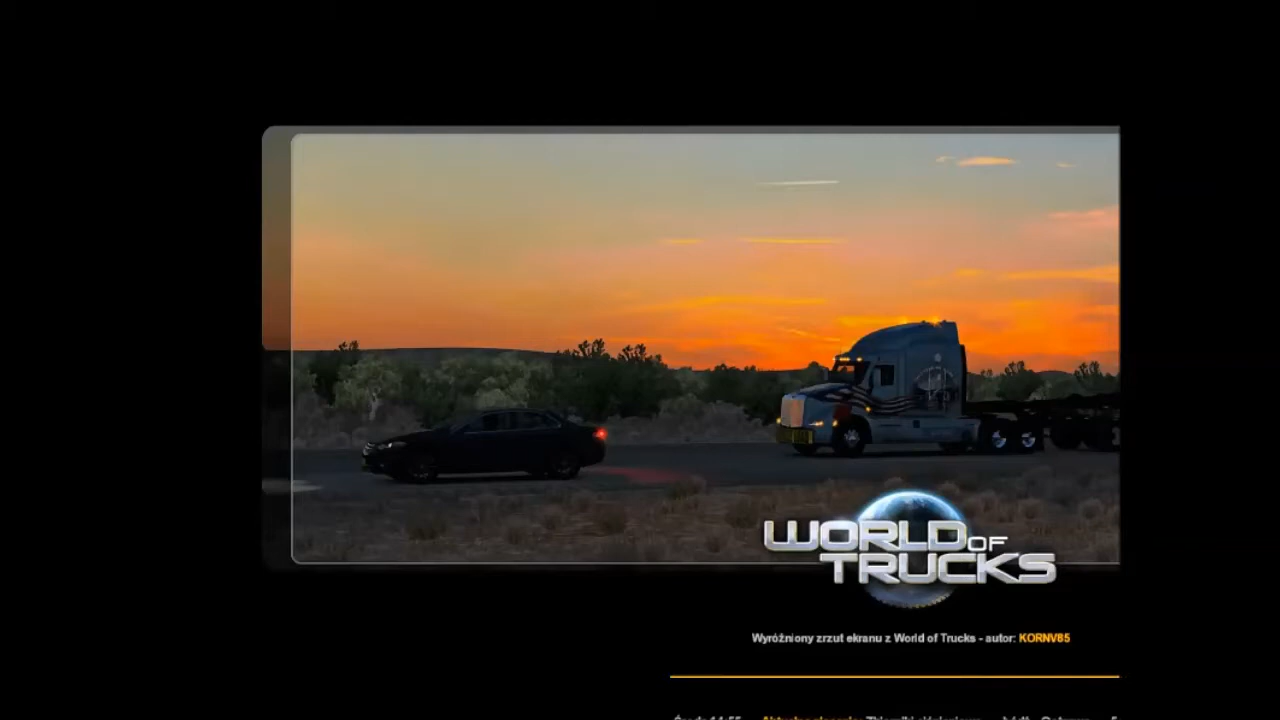 WORLD OF
TRUCKS
Wyróżniony zrzut ekranu z World of Trucks - autor: KORNV85